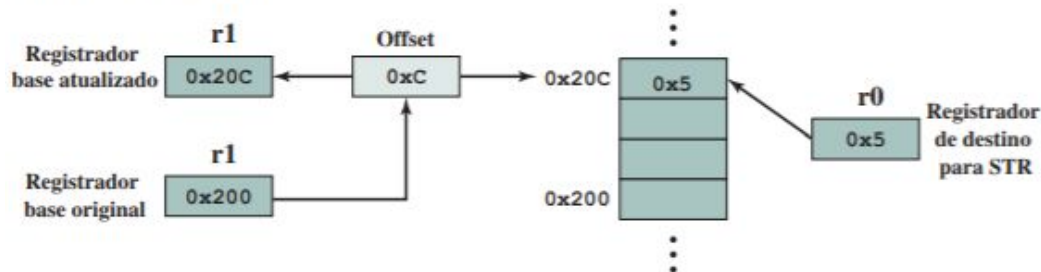 r1
Offset
Registrador
base atualizado
0x20C
0xC
0x20C
0x5
r0
0x5
Registrador
de destino
para STR
r1
Registrador
base original
0x200
0x200